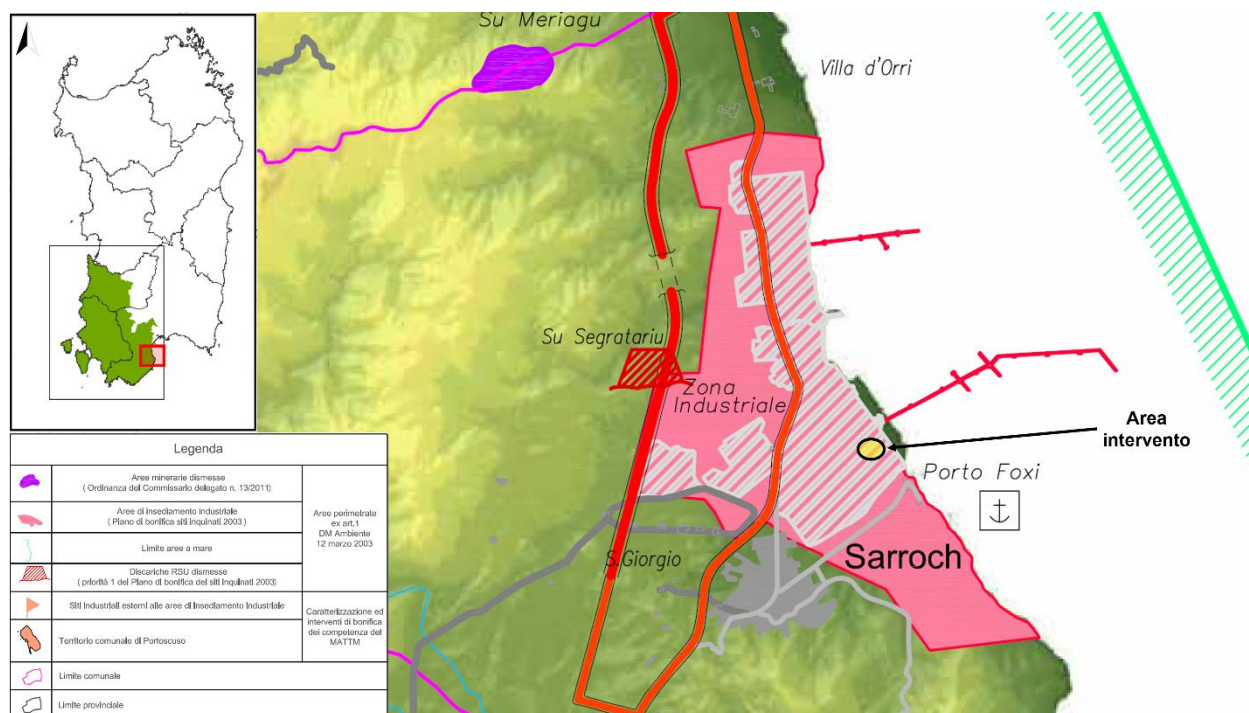 Su Meriagu
Villa d'Orri
Su Segratariu
Zona
Industriale
Area
intervento
Porto Foxi
Sarroch
S.Giorgio
Legenda
Aree minerarie dismesse
( Ordinanza del Commissario delegato n. 13/2011)
Aree di insediamento industriale
( Plano di bonifica siti inquinati 2003 )
Limite aree a mare
Discariche RSU dismesse
( priorità 1 del Plano di bonifica dei siti Inquinati 2003)
Aree perimetrate
ex art.1
DM Ambiente
12 marzo 2003
Siti Industriali esterni alle aree di Insediamento Industriale
Territorio comunale di Portoscuso
Caratterizzazione ed
interventi di bonifica
dei competenza del
MATTM
Limite comunale
Limite provinciale